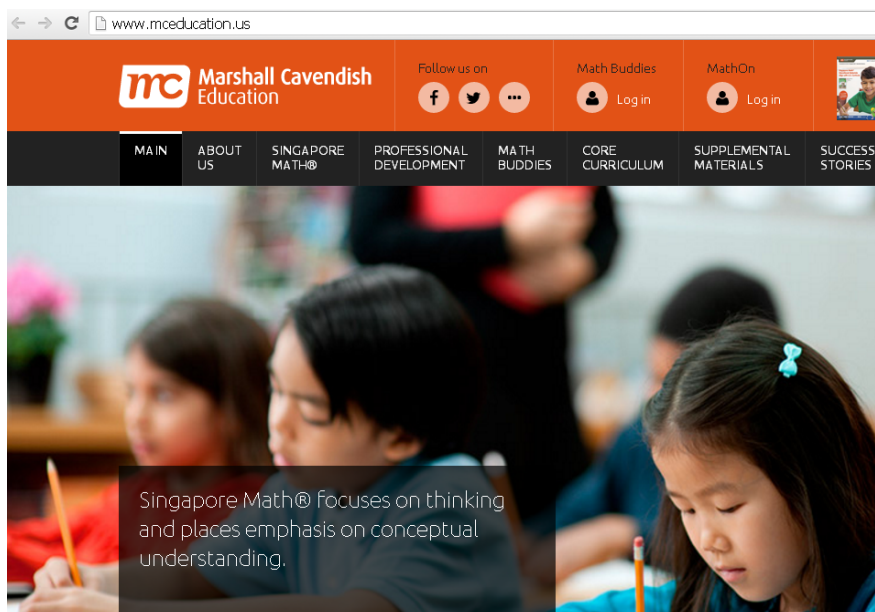 www.mceducation.us
mc Marshall Cavendish
Education
Follow us on
Math Buddies
Log in
MathOn
Log in
MAIN
ABOUT
US
SINGAPORE
MATH®
PROFESSIONAL
DEVELOPMENT
MATH
BUDDIES
CORE
CURRICULUM
SUPPLEMENTAL
MATERIALS
SUCCESS
STORIES
Singapore Math® focuses on thinking
and places emphasis on conceptual
understanding.